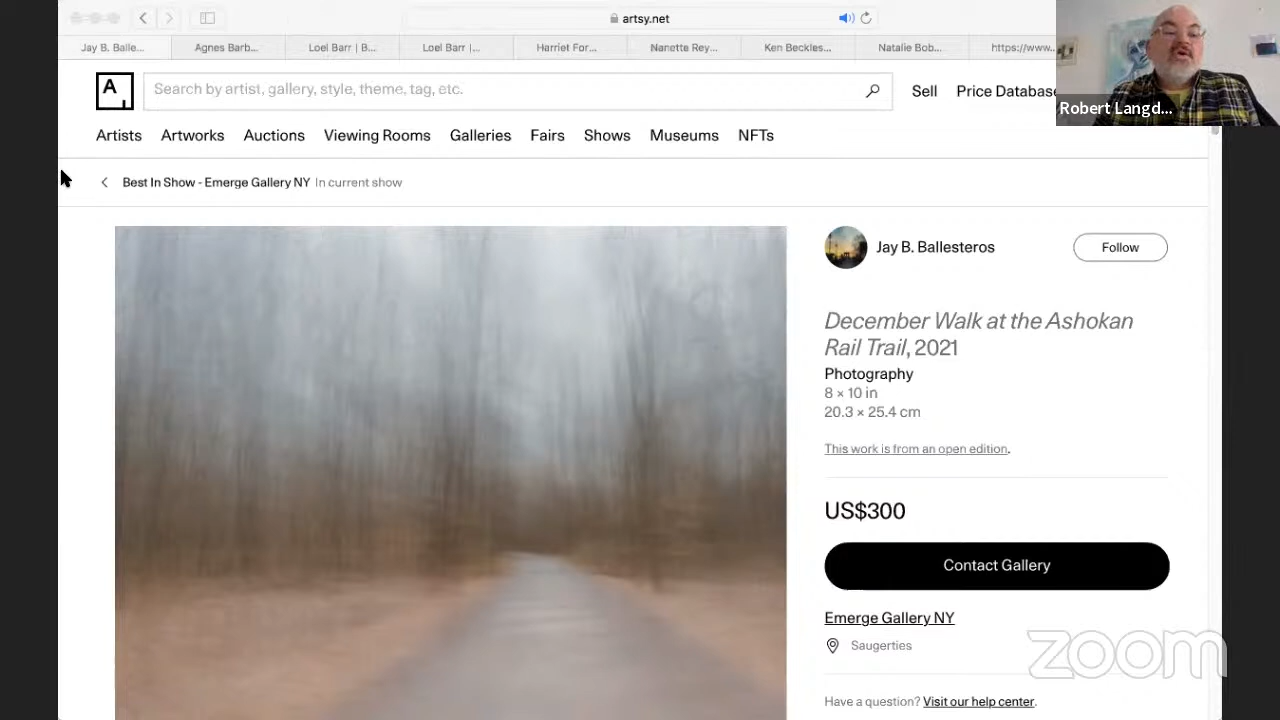 artsy.net
Jay B. Balle...
Agnes Barb...
Loel Barr | B...
Loel Barr |...
Harriet For...
Nanette Rey...
Ken Beckles...
Natalie Bob...
https://www...
A
Search by artist, gallery, style, theme, tag, etc.
Sell
Price Database
Robert Langd...
Artists
Artworks
Auctions
Viewing Rooms
Galleries
Fairs
Shows
Museums
NFTs
Best In Show - Emerge Gallery NY In current show
Jay B. Ballesteros
Follow
December Walk at the Ashokan
Rail Trail, 2021
Photography
8 × 10 in
20.3 × 25.4 cm
This work is from an open edition.
US$300
Contact Gallery
Emerge Gallery NY
Saugerties
zoom
Have a question? Visit our help center.